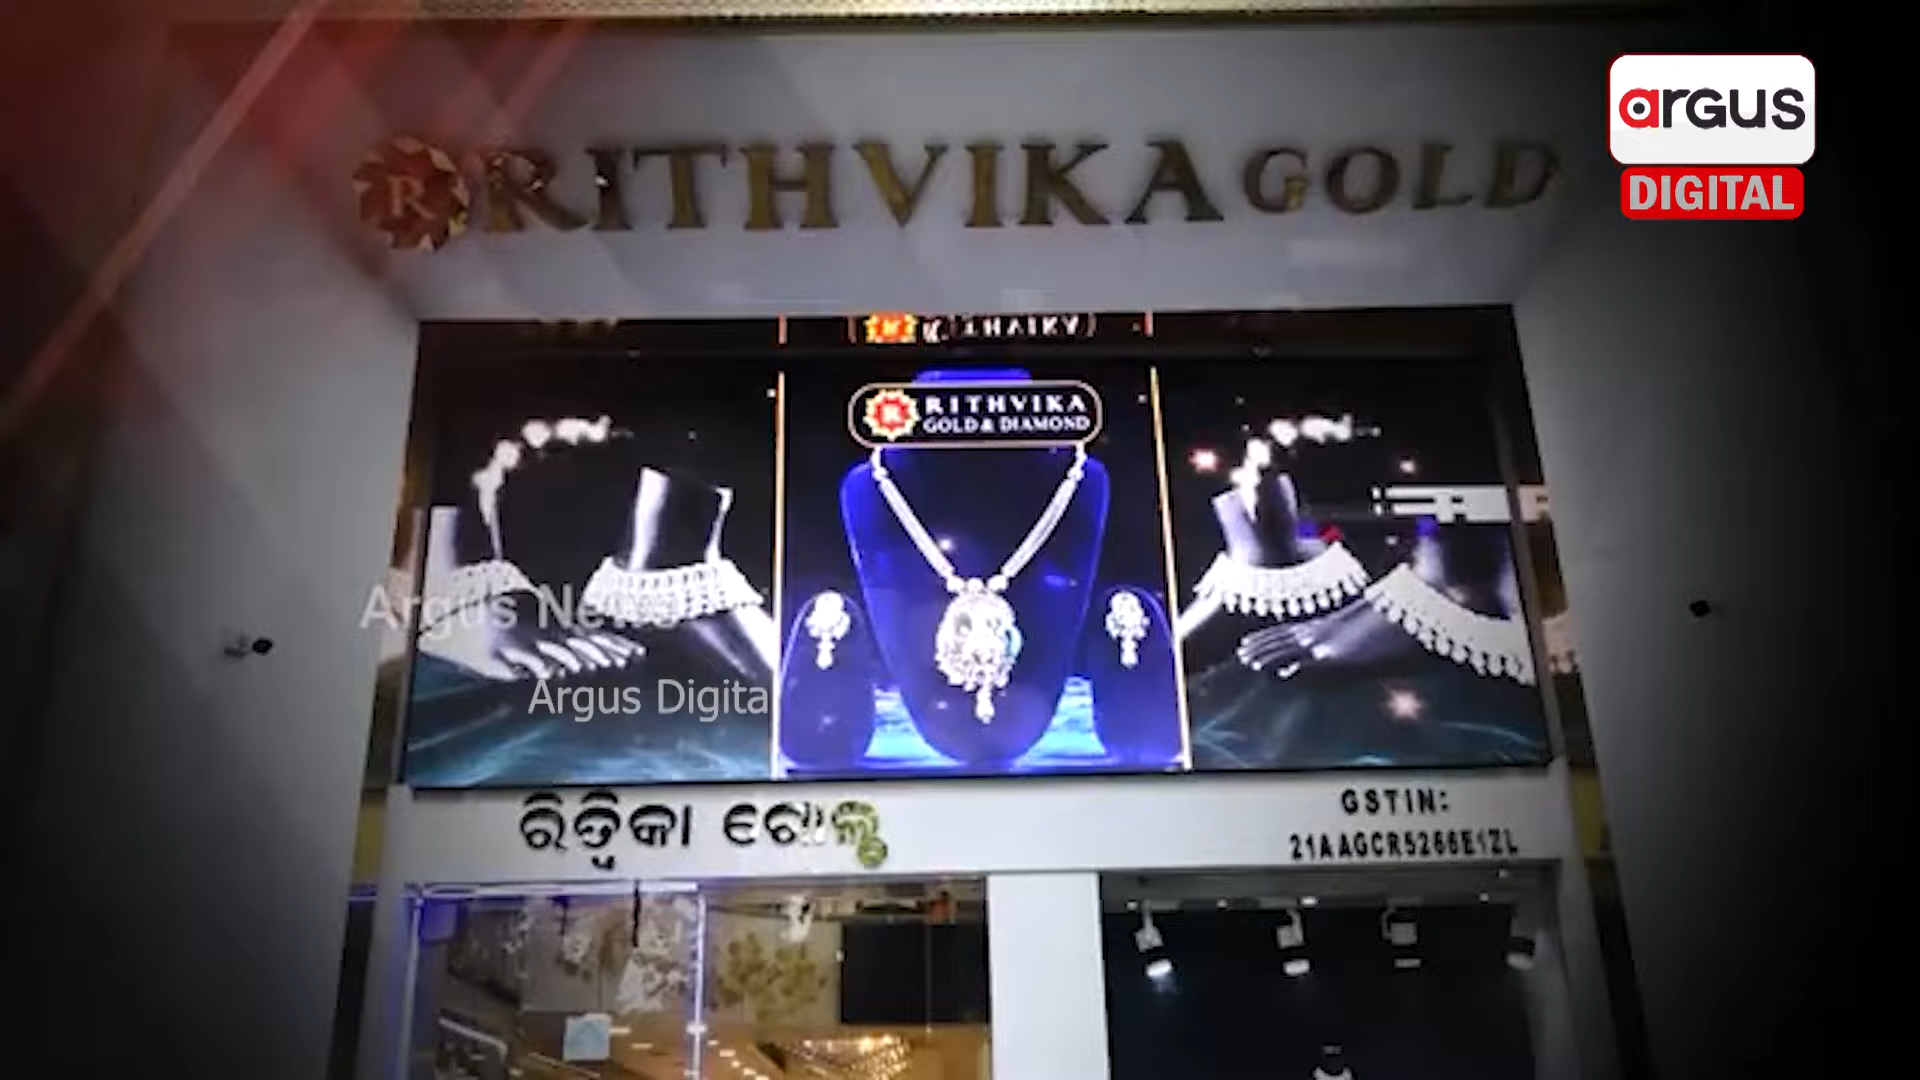 argus
DIGITAL
R RITHVIKA GOLD
R RITHVIKA
GOLD & DIAMOND
Argus News
Argus Digita
ରିତ୍ୱିକା ଗୋଲ୍ଡ
GSTIN:
21AAGCR5266E1ZL